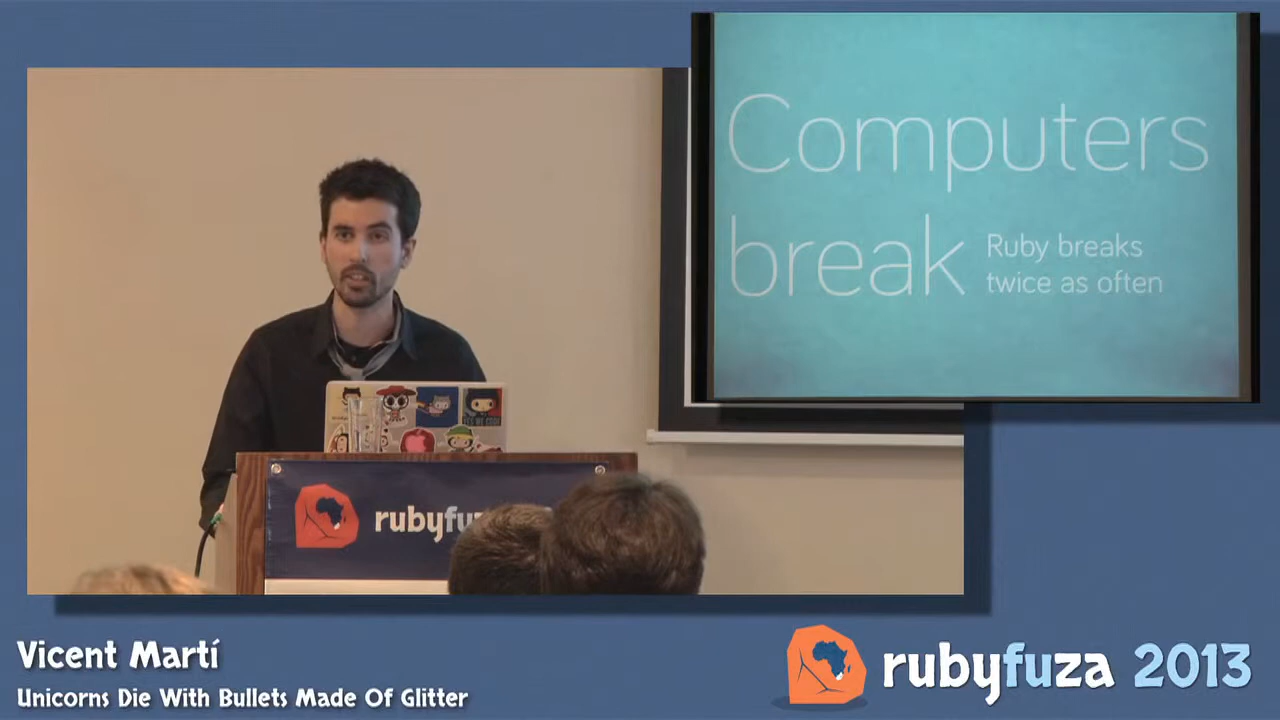 Computers
break
Ruby breaks
twice as often
rubyfu
Vicent Martí
Unicorns Die With Bullets Made Of Glitter
rubyfuza 2013